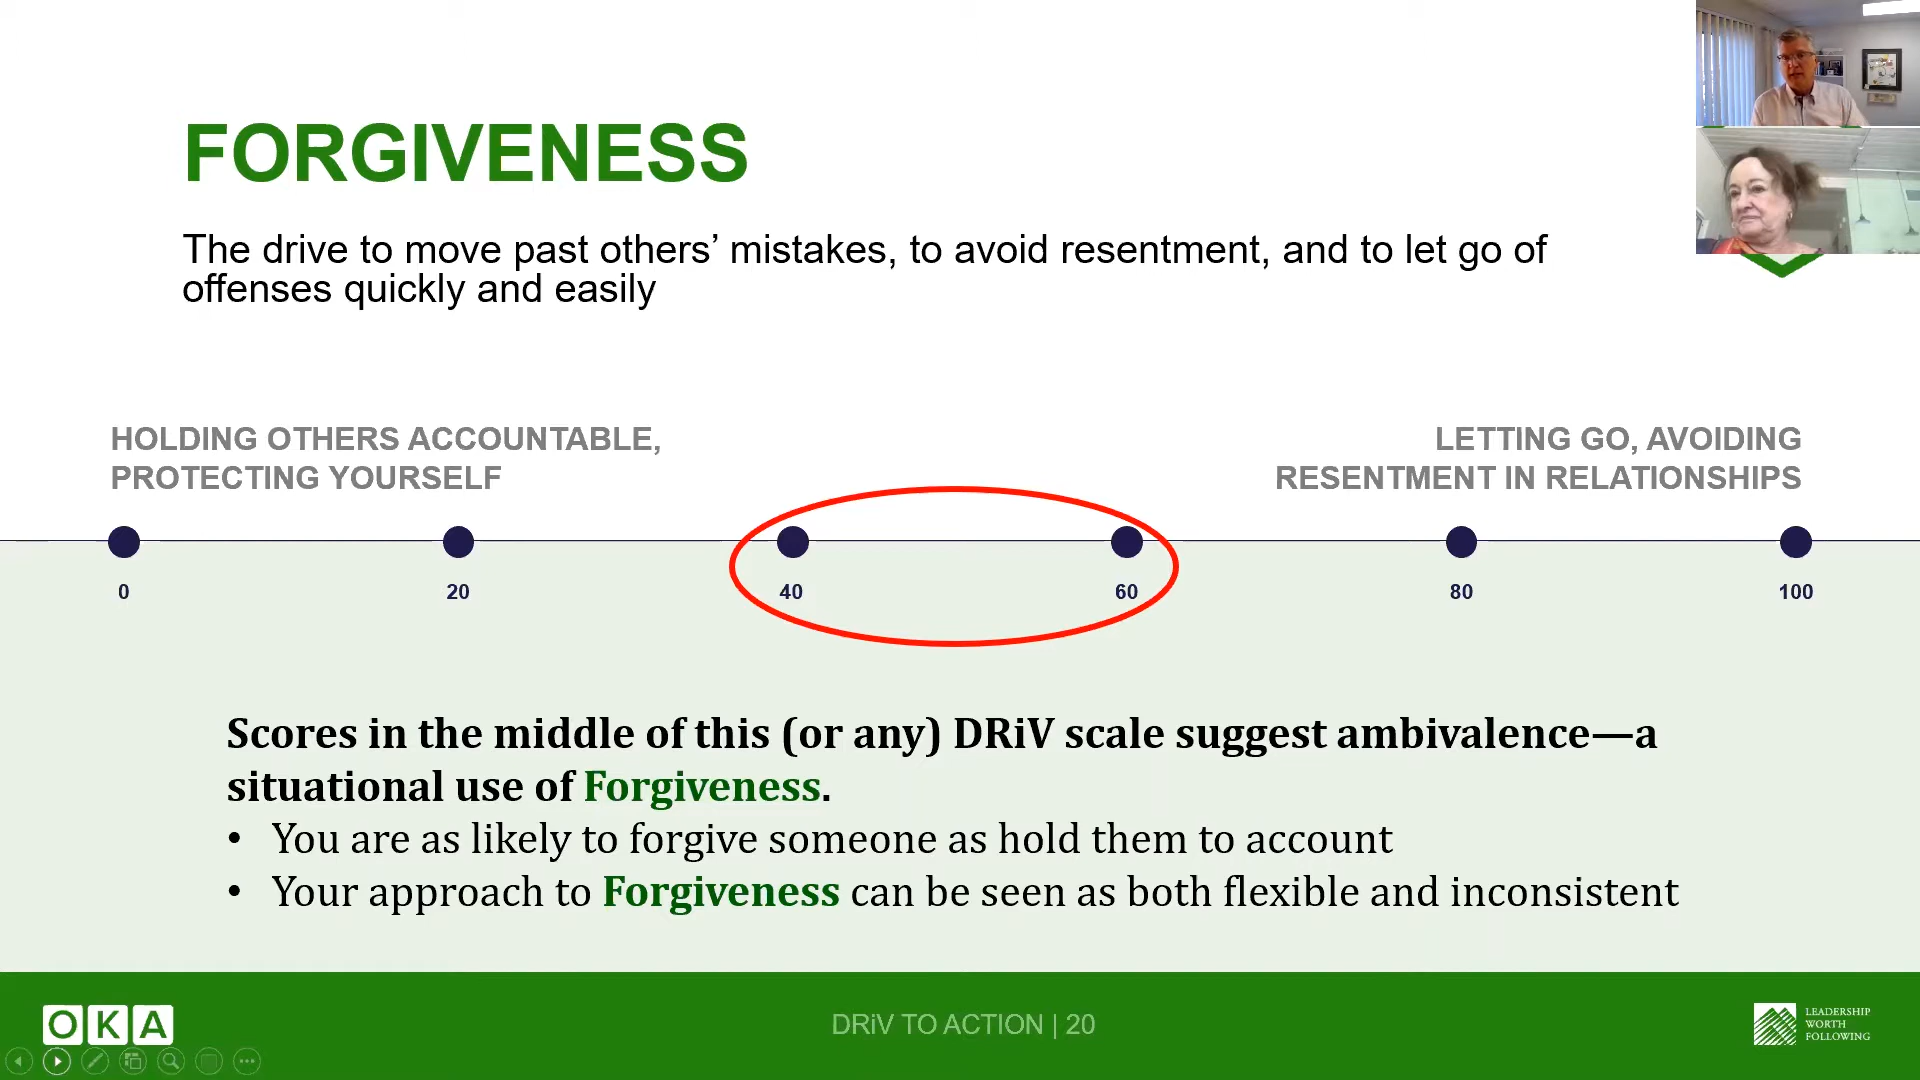 FORGIVENESS
The drive to move past others’ mistakes, to avoid resentment, and to let go of
offenses quickly and easily
HOLDING OTHERS ACCOUNTABLE,
PROTECTING YOURSELF
LETTING GO, AVOIDING
RESENTMENT IN RELATIONSHIPS
0 20 40 60 80 100
Scores in the middle of this (or any) DRiV scale suggest ambivalence—a
situational use of Forgiveness.
• You are as likely to forgive someone as hold them to account
• Your approach to Forgiveness can be seen as both flexible and inconsistent
OKA
DRiV TO ACTION | 20
LEADERSHIP
WORTH
FOLLOWING